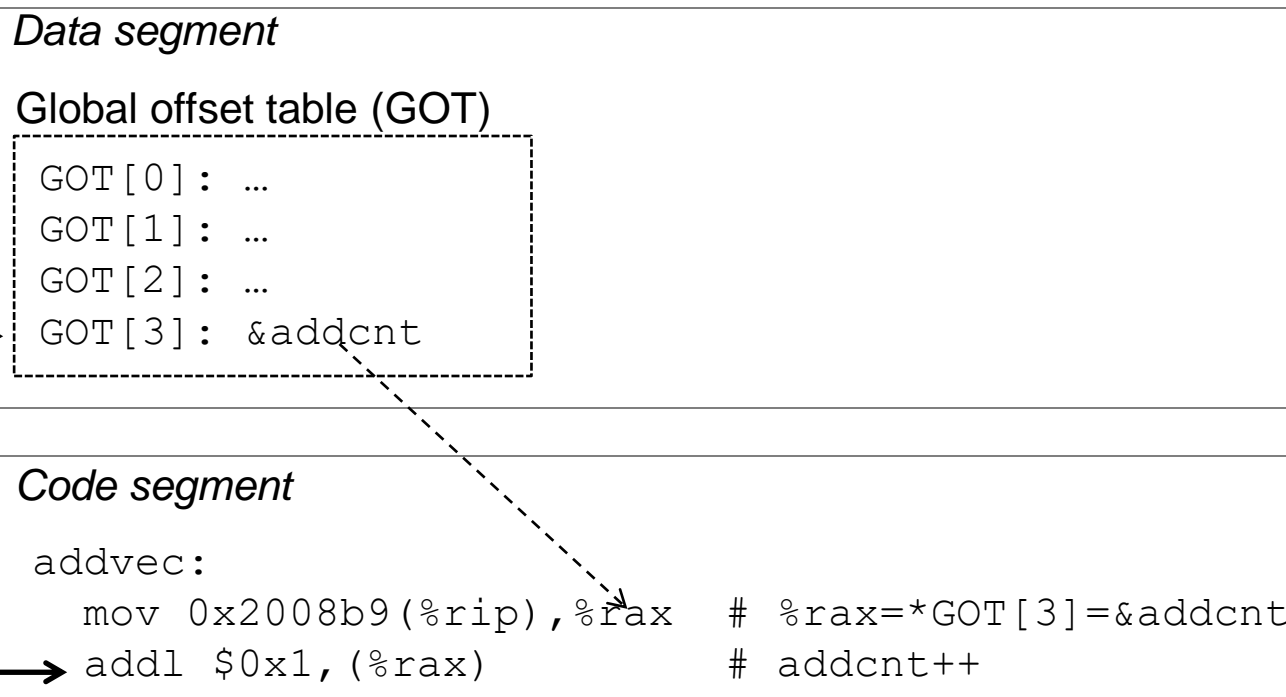 Data segment
Global offset table (GOT)
GOT[0]: …
GOT[1]: …
GOT[2]: …
GOT[3]: &addcnt
Code segment
addvec:
mov 0x2008b9(%rip),%rax # %rax=*GOT[3]=&addcnt
addl $0x1,(%rax) # addcnt++